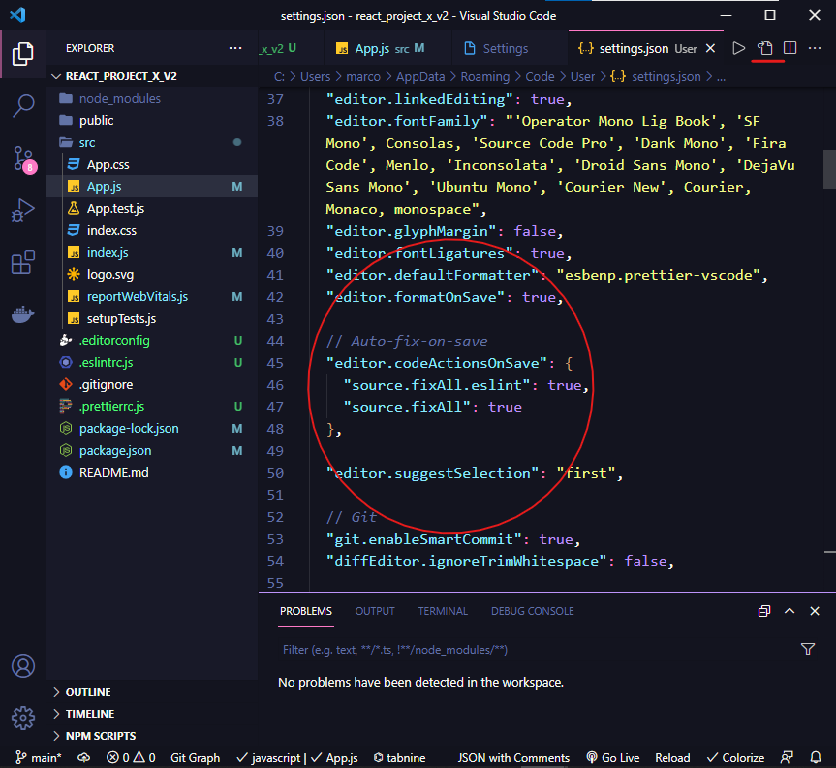 settings.json - react_project_x_v2 - Visual Studio Code
EXPLORER
_x_v2 U
App.js src M
Settings
settings.json User
REACT_PROJECT_X_V2
C: > Users > marco > AppData > Roaming > Code > User > {··} settings.json > ...
node_modules
public
src
App.css
App.js M
App.test.js
index.css
index.js M
logo.svg
reportWebVitals.js M
setupTests.js
.editorconfig U
.eslintrc.js U
.gitignore
.prettierrc.js U
package-lock.json M
package.json M
README.md
8
37 "editor.linkedEditing": true,
38 "editor.fontFamily": "'Operator Mono Lig Book', 'SF
Mono', Consolas, 'Source Code Pro', 'Dank Mono', 'Fira
Code', Menlo, 'Inconsolata', 'Droid Sans Mono', 'DejaVu
Sans Mono', 'Ubuntu Mono', 'Courier New', Courier,
Monaco, monospace",
39 "editor.glyphMargin": false,
40 "editor.fontLigatures": true,
41 "editor.defaultFormatter": "esbenp.prettier-vscode",
42 "editor.formatOnSave": true,
43
44 // Auto-fix-on-save
45 "editor.codeActionsOnSave": {
46 "source.fixAll.eslint": true,
47 "source.fixAll": true
48 },
49
50 "editor.suggestSelection": "first",
51
52 // Git
53 "git.enableSmartCommit": true,
54 "diffEditor.ignoreTrimWhitespace": false,
55
PROBLEMS OUTPUT TERMINAL DEBUG CONSOLE
Filter (e.g. text, **/*.ts, !**/node_modules/**)
No problems have been detected in the workspace.
OUTLINE
TIMELINE
NPM SCRIPTS
main* 0 0 Git Graph javascript | App.js tabnine JSON with Comments Go Live Reload Colorize